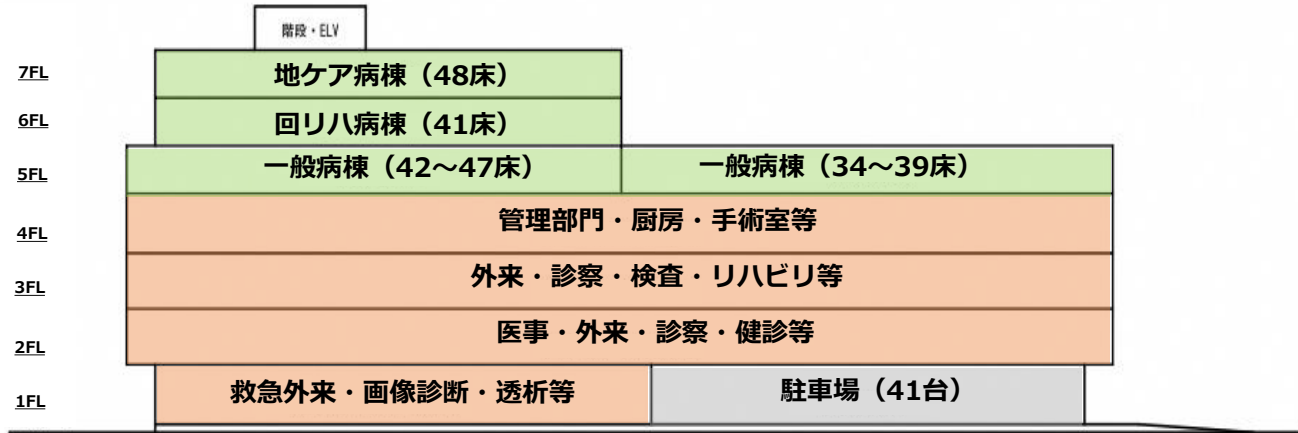 階段・ELV
7FL
地ケア病棟（48床）
6FL
回リハ病棟（41床）
5FL
一般病棟（42～47床）
一般病棟（34～39床）
4FL
管理部門・厨房・手術室等
3FL
外来・診察・検査・リハビリ等
2FL
医事・外来・診察・健診等
1FL
救急外来・画像診断・透析等
駐車場（41台）